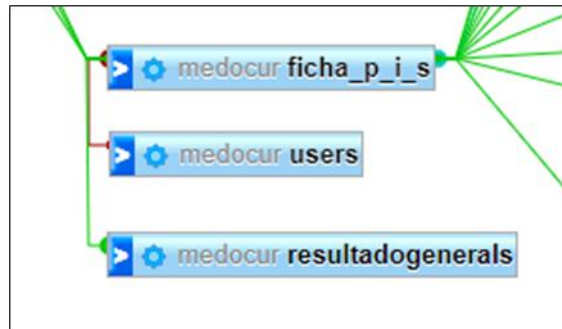 medocur ficha_p_i_s
medocur users
medocur resultadogenerals